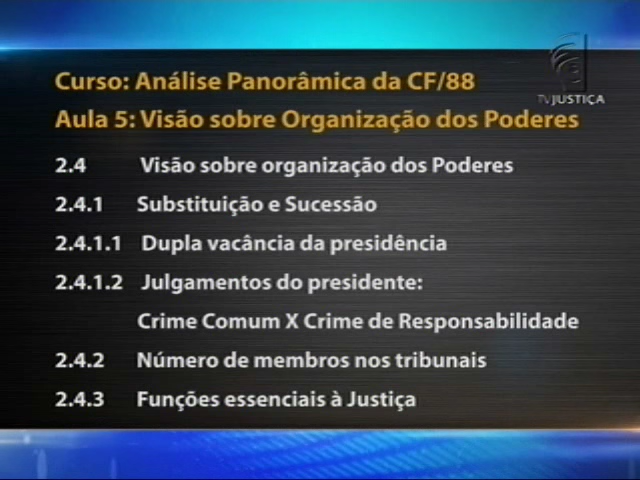 Curso: Análise Panorâmica da CF/88
Aula 5: Visão sobre Organização dos Poderes
TVJUSTIÇA
2.4 Visão sobre organização dos Poderes
2.4.1 Substituição e Sucessão
2.4.1.1 Dupla vacância da presidência
2.4.1.2 Julgamentos do presidente:
Crime Comum X Crime de Responsabilidade
2.4.2 Número de membros nos tribunais
2.4.3 Funções essenciais à Justiça